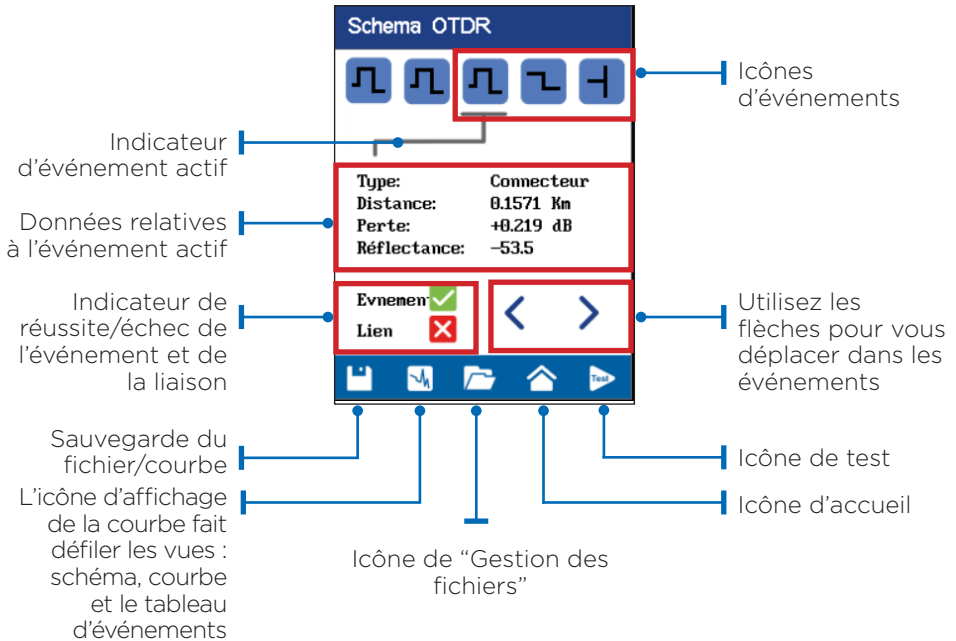 Schema OTDR
Icônes
d'événements
Indicateur
d'événement actif
Type: Connecteur
Distance: 0.1571 Km
Perte: +0.219 dB
Réflectance: -53.5
Données relatives
à l'événement actif
Evnemen
Lien
Indicateur de
réussite/échec de
l'événement et de
la liaison
Utilisez les
flèches pour vous
déplacer dans les
événements
Test
Sauvegarde du
fichier/courbe
L'icône d'affichage
de la courbe fait
défiler les vues :
schéma, courbe
et le tableau
d'événements
Icône de “Gestion des
fichiers”
Icône de test
Icône d'accueil